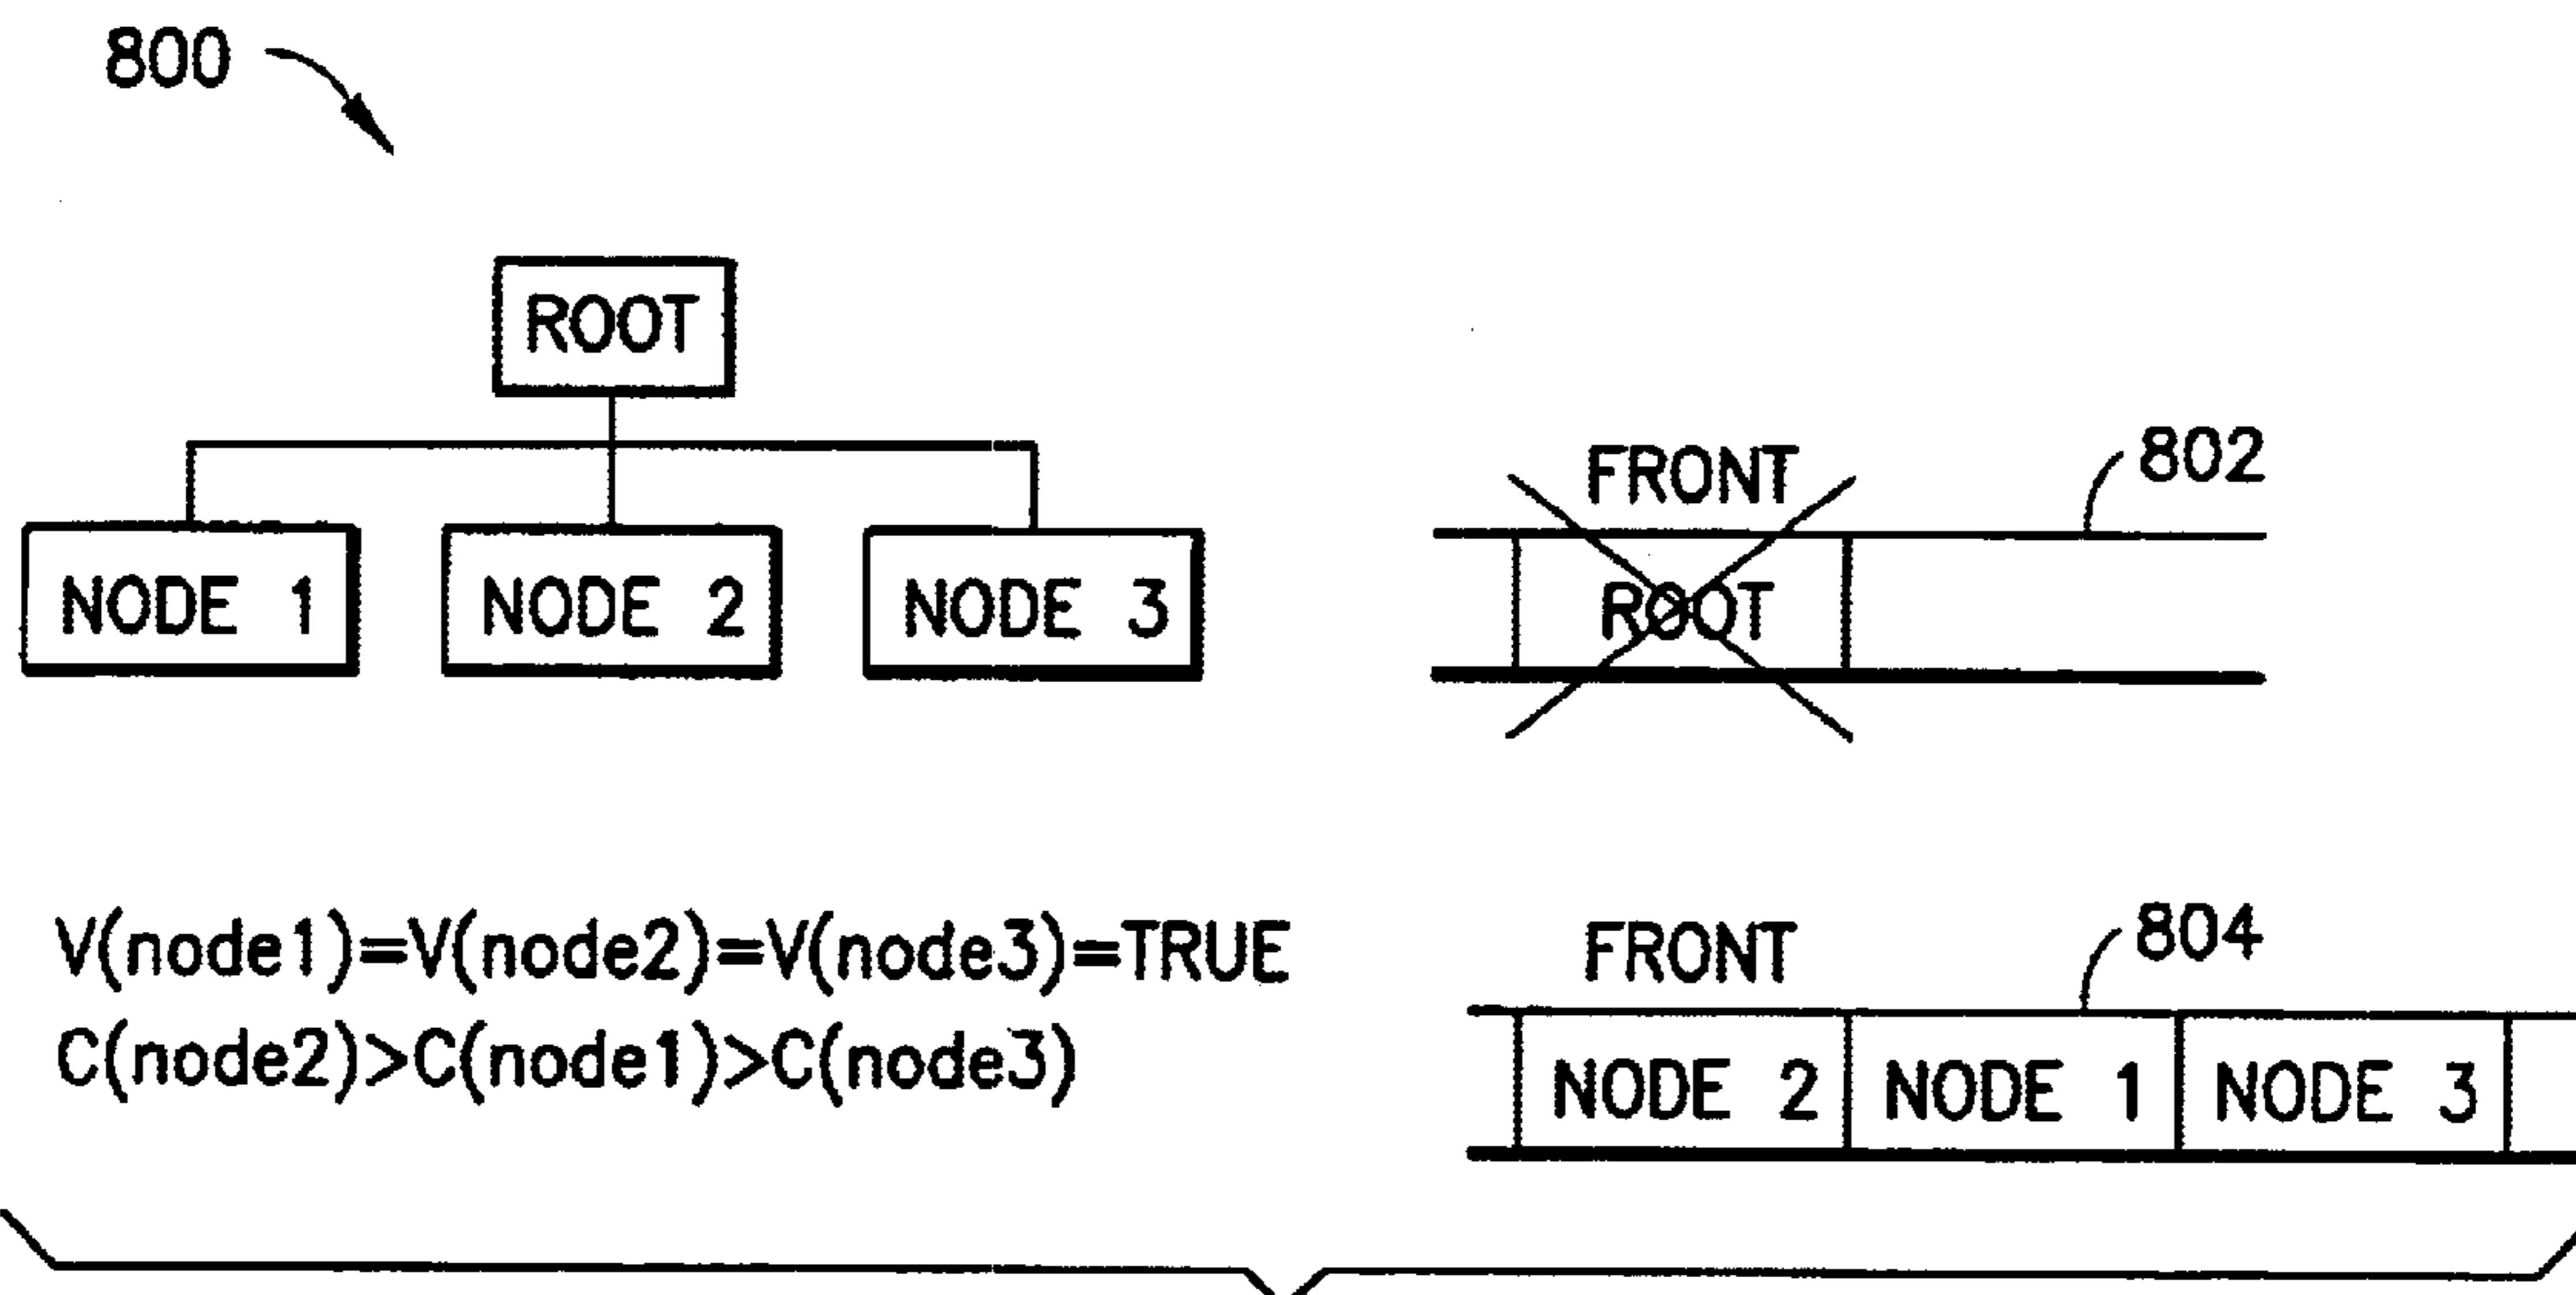 800
ROOT
NODE 1 NODE 2 NODE 3
FRONT
802
ROOT
V(node1)=V(node2)=V(node3)=TRUE
C(node2)>C(node1)>C(node3)
FRONT
804
NODE 2 NODE 1 NODE 3